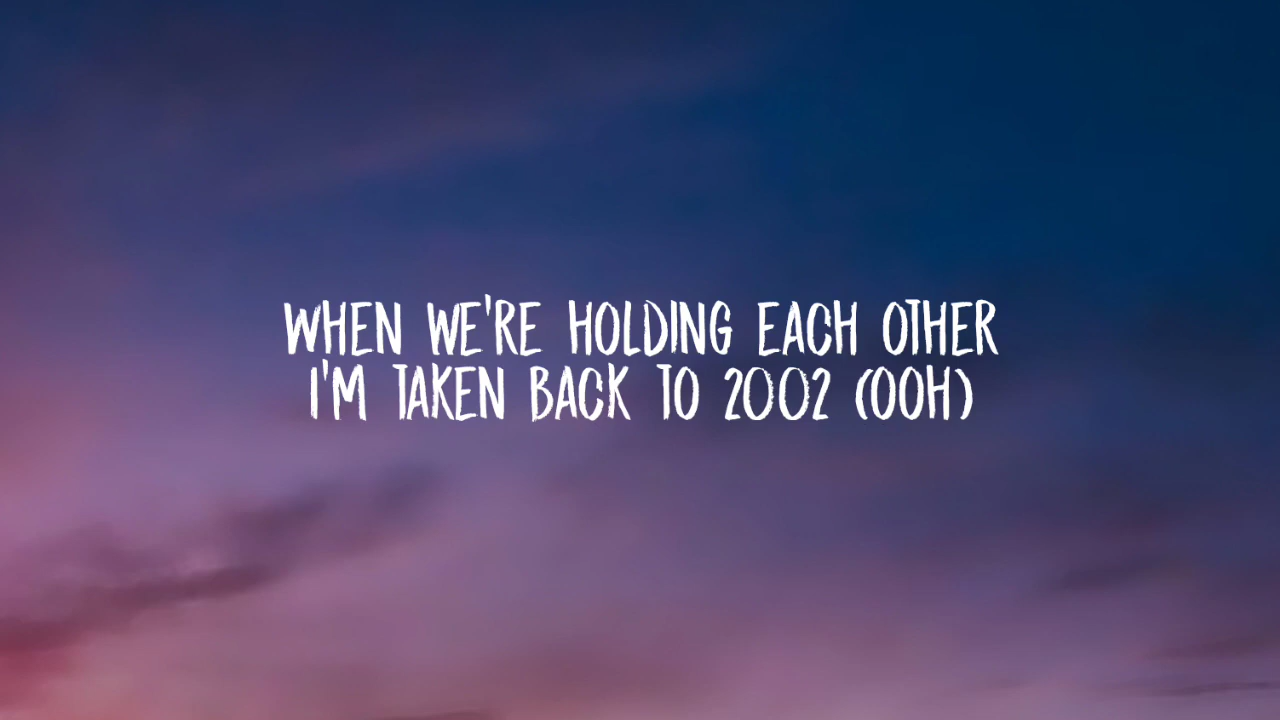 WHEN WE'RE HOLDING EACH OTHER
I'M TAKEN BACK TO 2002 (OOH)